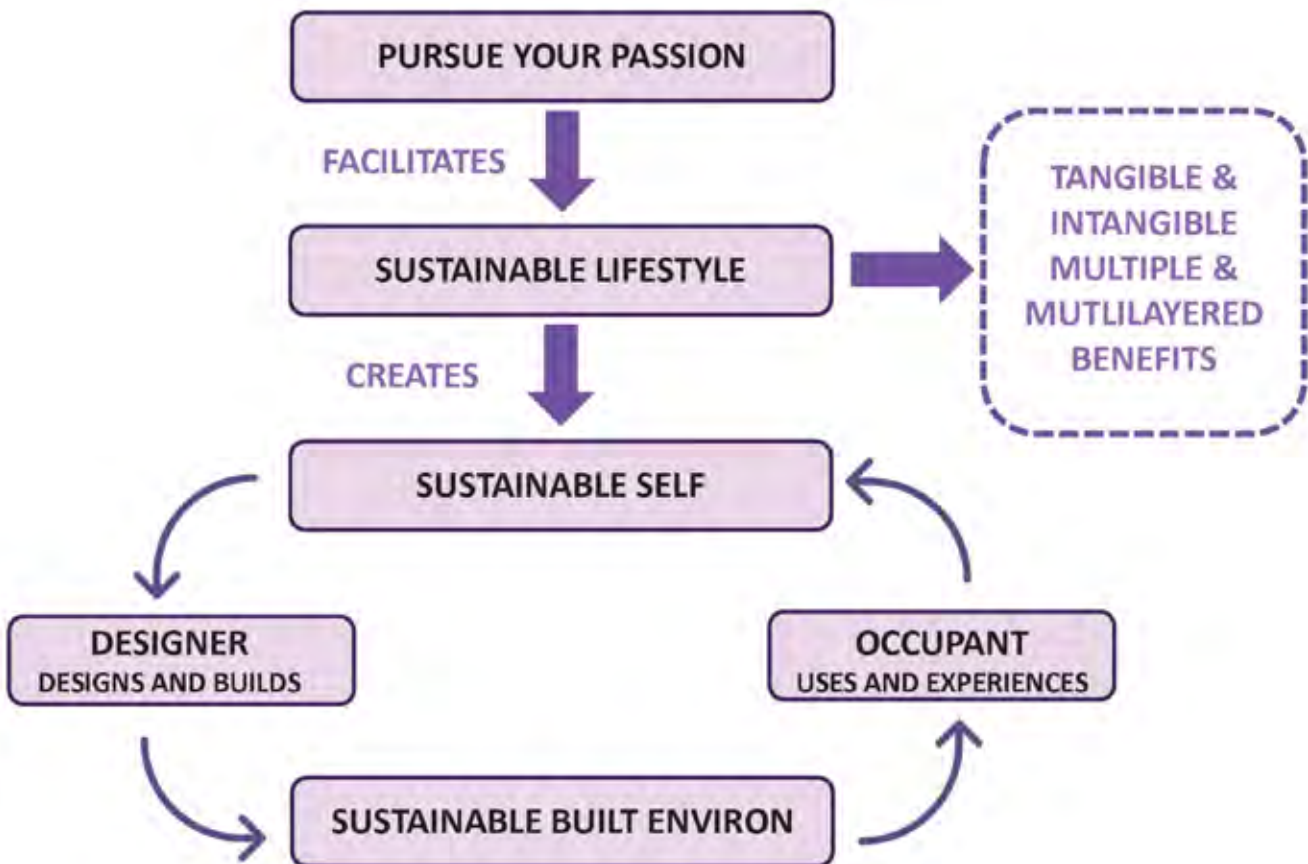 PURSUE YOUR PASSION
FACILITATES
SUSTAINABLE LIFESTYLE
TANGIBLE &
INTANGIBLE
MULTIPLE &
MUTLILAYERED
BENEFITS
CREATES
SUSTAINABLE SELF
DESIGNER
DESIGNS AND BUILDS
OCCUPANT
USES AND EXPERIENCES
SUSTAINABLE BUILT ENVIRON